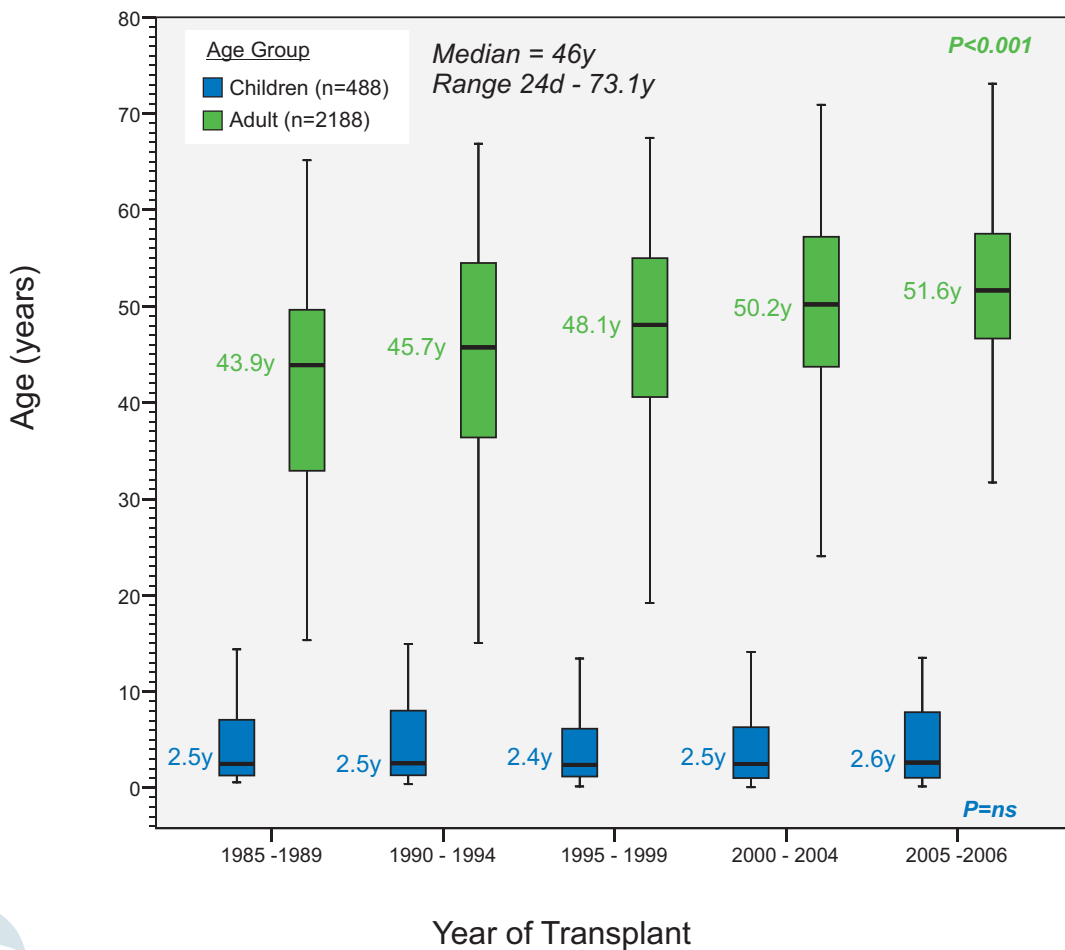 80
70
60
50
40
30
20
10
0
Age (years)
Age Group
Children (n=488)
Adult (n=2188)
Median = 46y
Range 24d - 73.1y
P<0.001
43.9y
45.7y
48.1y
50.2y
51.6y
2.5y
2.5y
2.4y
2.5y
2.6y
P=ns
1985 -1989
1990 - 1994
1995 - 1999
2000 - 2004
2005 -2006
Year of Transplant